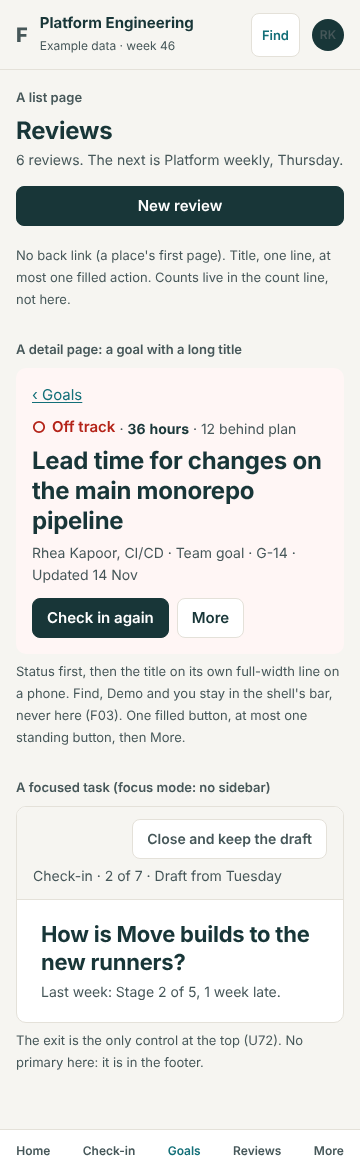 F
Platform Engineering
Example data · week 46
Find
RK
A list page
Reviews
6 reviews. The next is Platform weekly, Thursday.
New review
No back link (a place's first page). Title, one line, at
most one filled action. Counts live in the count line,
not here.
A detail page: a goal with a long title
‹ Goals
Off track · 36 hours · 12 behind plan
Lead time for changes on
the main monorepo
pipeline
Rhea Kapoor, CI/CD · Team goal · G-14 ·
Updated 14 Nov
Check in again
More
Status first, then the title on its own full-width line on
a phone. Find, Demo and you stay in the shell's bar,
never here (F03). One filled button, at most one
standing button, then More.
A focused task (focus mode: no sidebar)
Close and keep the draft
Check-in · 2 of 7 · Draft from Tuesday
How is Move builds to the
new runners?
Last week: Stage 2 of 5, 1 week late.
The exit is the only control at the top (U72). No
primary here: it is in the footer.
Home
Check-in
Goals
Reviews
More